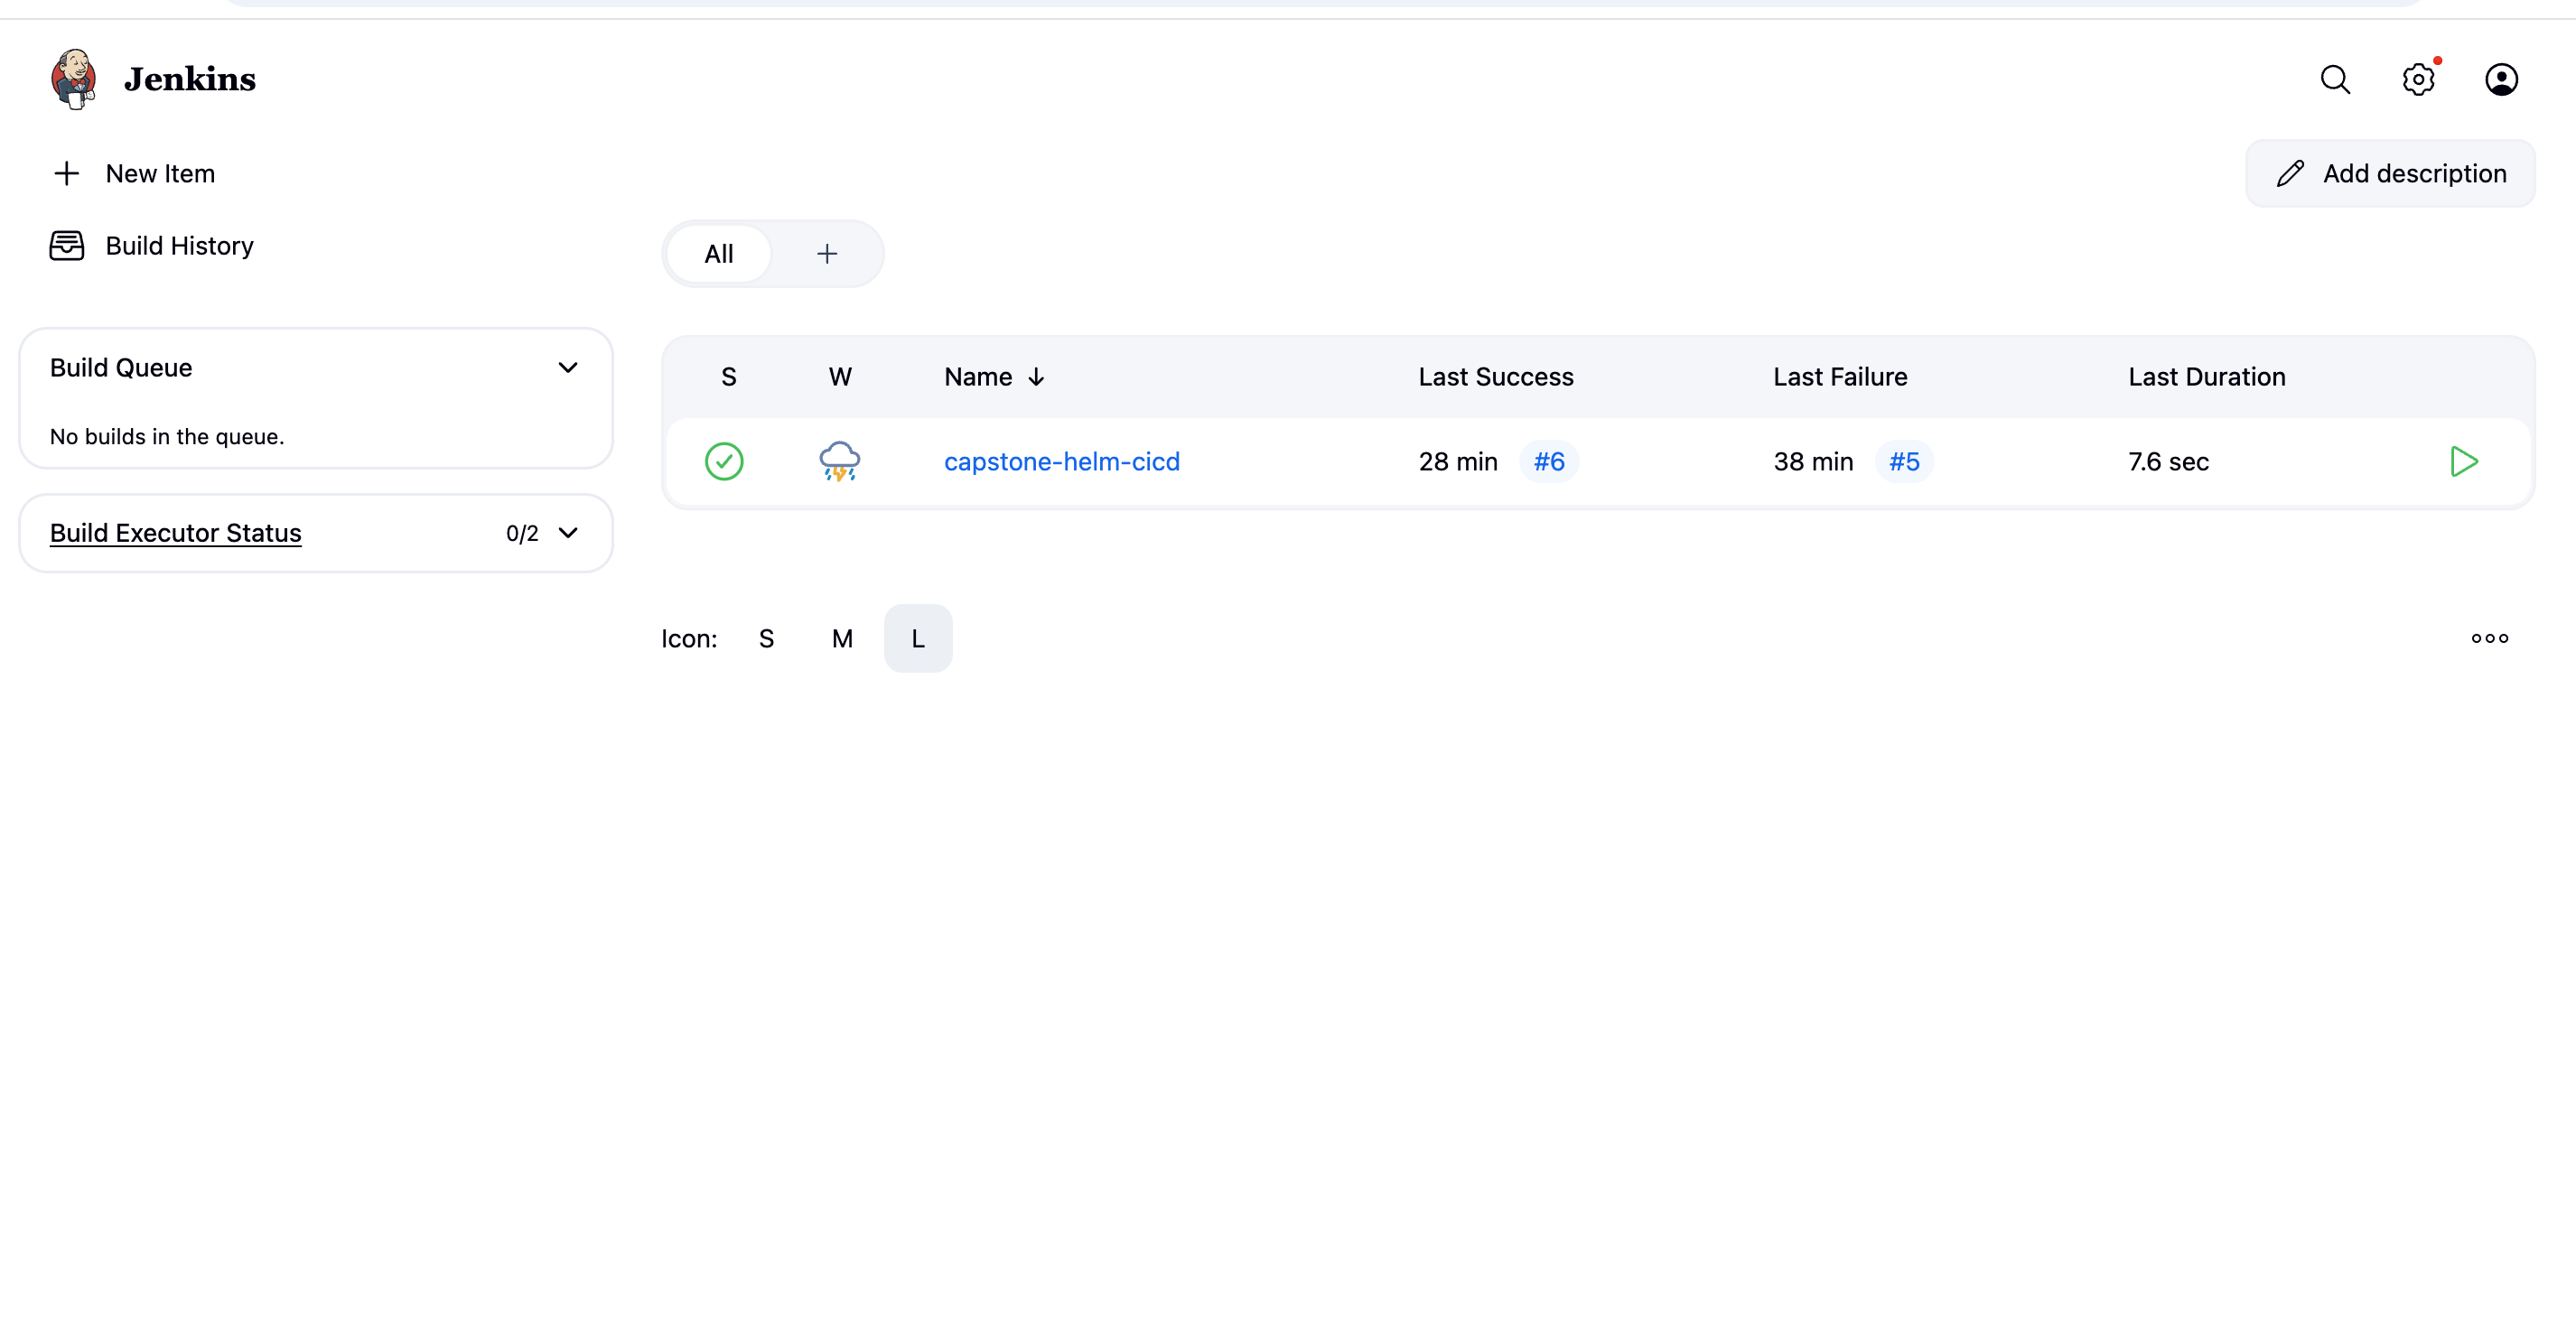 Jenkins
New Item
Add description
Build History
All
Build Queue
No builds in the queue.
Build Executor Status 0/2
S W Name ↓ Last Success Last Failure Last Duration
capstone-helm-cicd 28 min #6 38 min #5 7.6 sec
Icon: S M L